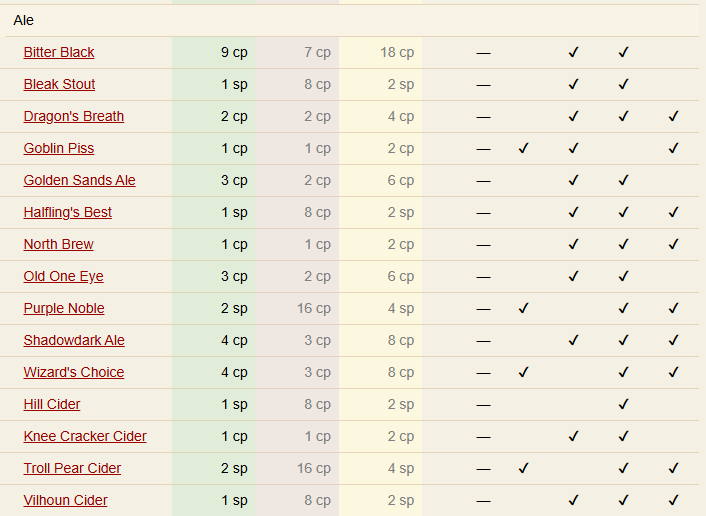 Ale
Bitter Black 9 cp 7 cp 18 cp — ✓ ✓
Bleak Stout 1 sp 8 cp 2 sp — ✓ ✓
Dragon's Breath 2 cp 2 cp 4 cp — ✓ ✓ ✓
Goblin Piss 1 cp 1 cp 2 cp — ✓ ✓ ✓
Golden Sands Ale 3 cp 2 cp 6 cp — ✓ ✓
Halfling's Best 1 sp 8 cp 2 sp — ✓ ✓ ✓
North Brew 1 cp 1 cp 2 cp — ✓ ✓ ✓
Old One Eye 3 cp 2 cp 6 cp — ✓ ✓
Purple Noble 2 sp 16 cp 4 sp — ✓ ✓ ✓
Shadowdark Ale 4 cp 3 cp 8 cp — ✓ ✓ ✓
Wizard's Choice 4 cp 3 cp 8 cp — ✓ ✓ ✓
Hill Cider 1 sp 8 cp 2 sp — ✓
Knee Cracker Cider 1 cp 1 cp 2 cp — ✓ ✓
Troll Pear Cider 2 sp 16 cp 4 sp — ✓ ✓ ✓
Vilhoun Cider 1 sp 8 cp 2 sp — ✓ ✓ ✓